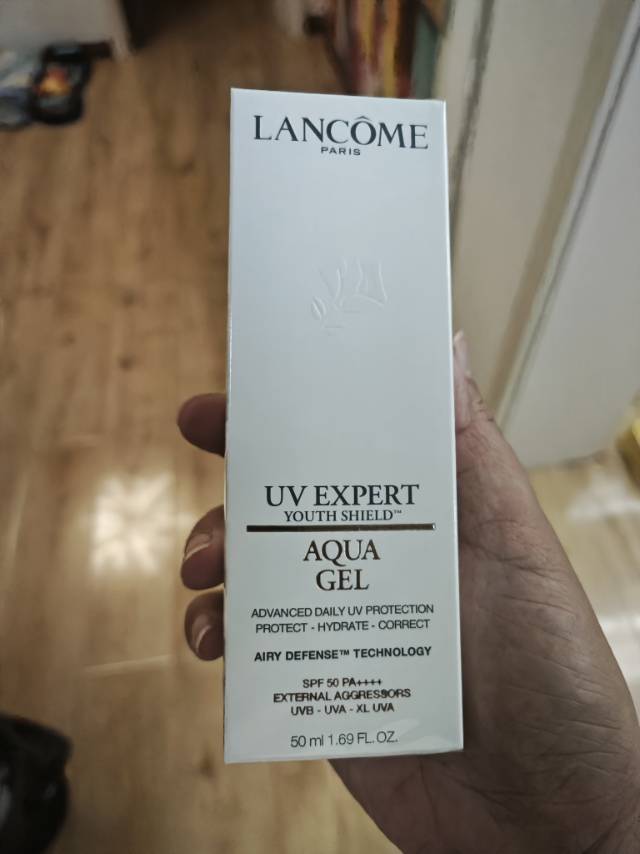 LANCÔME
PARIS
UV EXPERT
YOUTH SHIELD™
AQUA
GEL
ADVANCED DAILY UV PROTECTION
PROTECT - HYDRATE - CORRECT
AIRY DEFENSE™ TECHNOLOGY
SPF 50 PA++++
EXTERNAL AGGRESSORS
UVB - UVA - XL UVA
50 ml 1.69 FL. OZ.